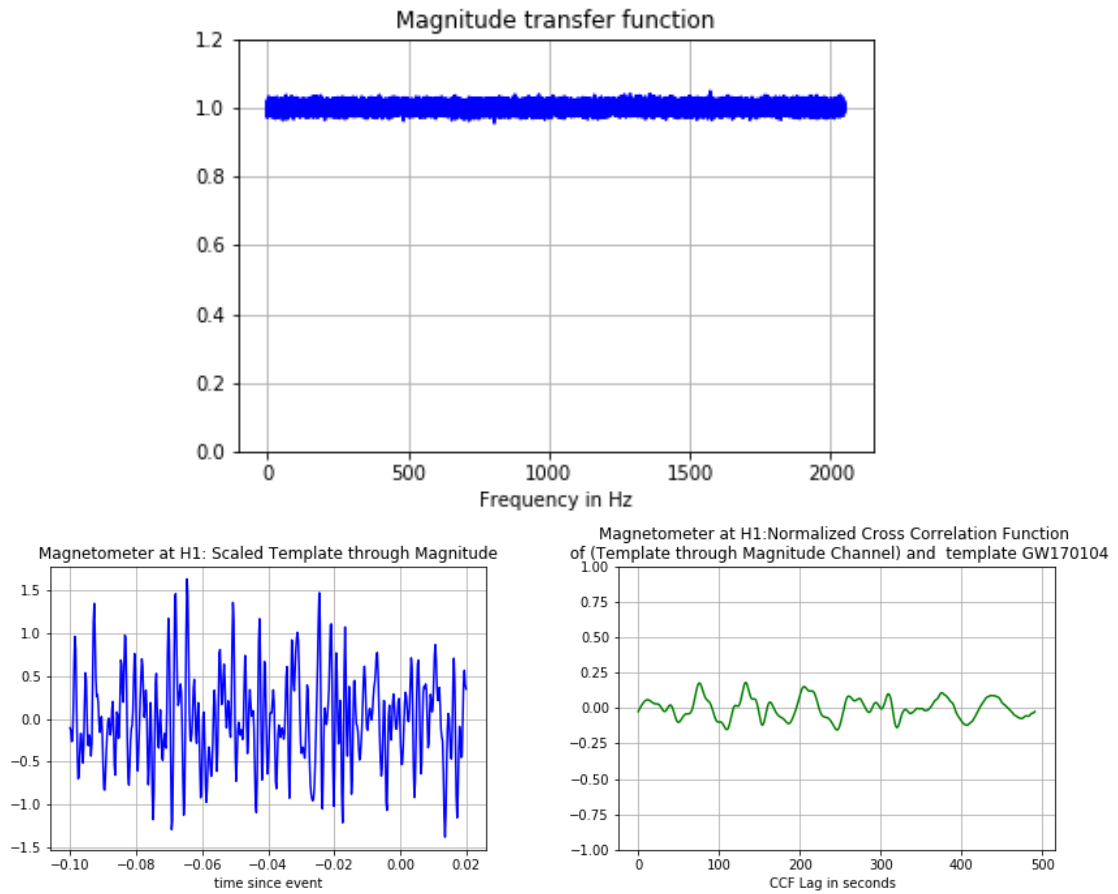 Magnitude transfer function
1.2
1.0
0.8
0.6
0.4
0.2
0.0
0 500 1000 1500 2000
Frequency in Hz
Magnetometer at H1: Scaled Template through Magnitude
1.5
1.0
0.5
0.0
−0.5
−1.0
−1.5
−0.10 −0.08 −0.06 −0.04 −0.02 0.00 0.02
time since event
Magnetometer at H1:Normalized Cross Correlation Function
of (Template through Magnitude Channel) and template GW170104
1.00
0.75
0.50
0.25
0.00
−0.25
−0.50
−0.75
−1.00
0 100 200 300 400 500
CCF Lag in seconds